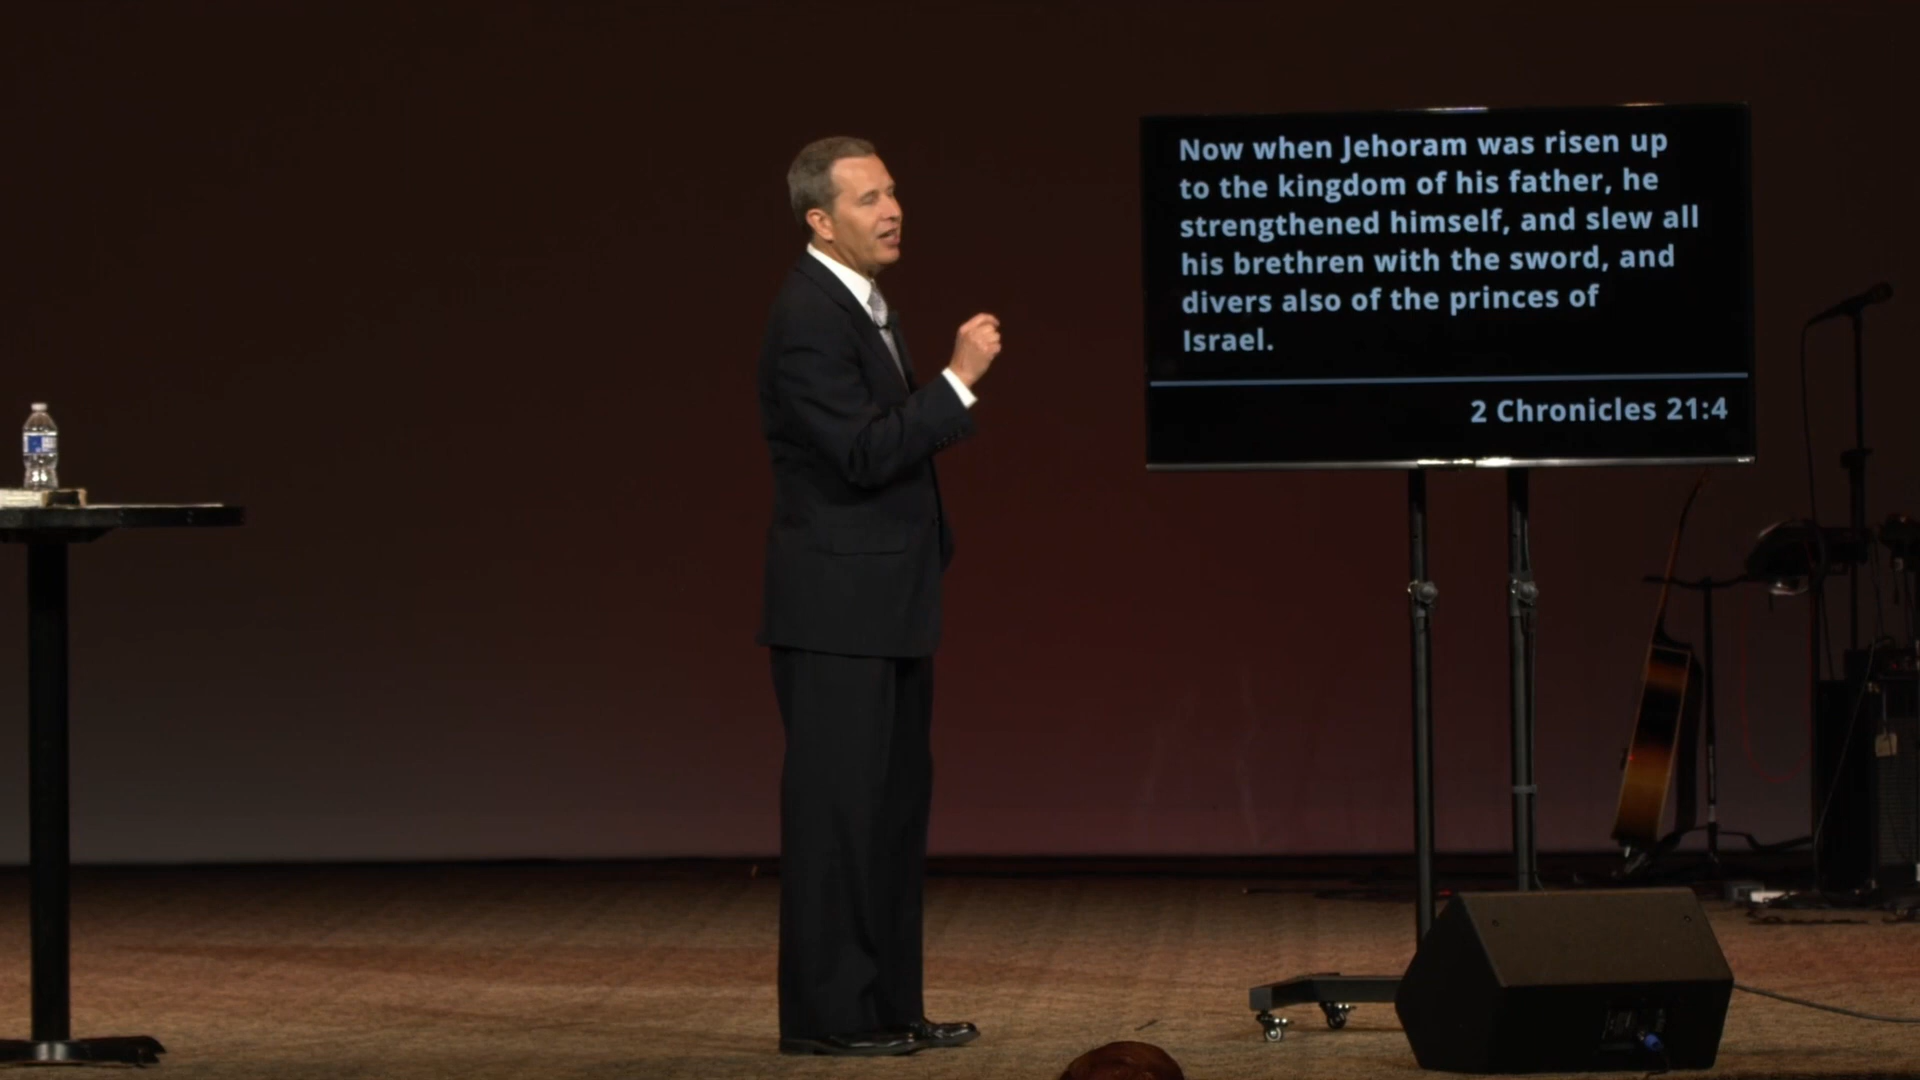 Now when Jehoram was risen up
to the kingdom of his father, he
strengthened himself, and slew all
his brethren with the sword, and
divers also of the princes of
Israel.
2 Chronicles 21:4